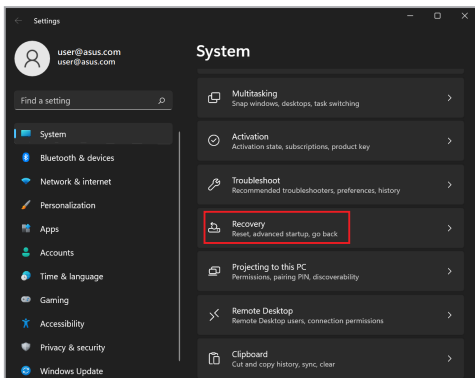 Settings
user@asus.com
user@asus.com
Find a setting
System
Bluetooth & devices
Network & internet
Personalization
Apps
Accounts
Time & language
Gaming
Accessibility
Privacy & security
Windows Update
System
Multitasking
Snap windows, desktops, task switching
Activation
Activation state, subscriptions, product key
Troubleshoot
Recommended troubleshooters, preferences, history
Recovery
Reset, advanced startup, go back
Projecting to this PC
Permissions, pairing PIN, discoverability
Remote Desktop
Remote Desktop users, connection permissions
Clipboard
Cut and copy history, sync, clear